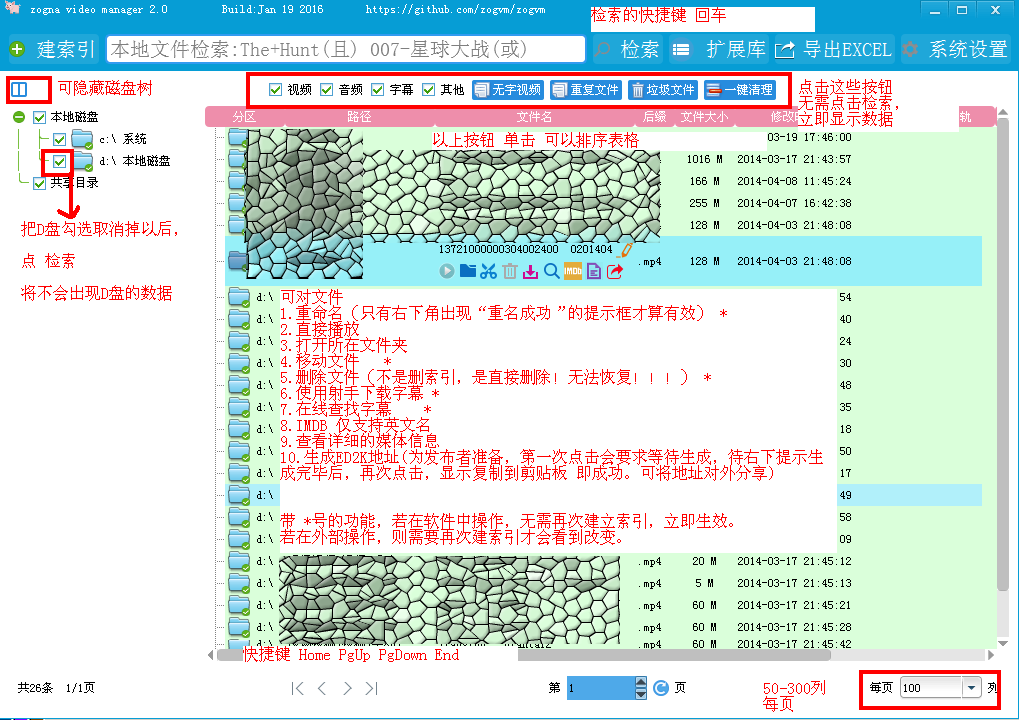 zogna video manager 2.0 Build:Jan 19 2016 https://github.com/zogvm/zogvm
检索的快捷键 回车
建索引 本地文件检索:The+Hunt(且) 007-星球大战(或) 检索 扩展库 导出EXCEL 系统设置
可隐藏磁盘树
视频 音频 字幕 其他 无字视频 重复文件 垃圾文件 一键清理
点击这些按钮
无需点击检索，
立即显示数据
本地磁盘
c:\ 系统
d:\ 本地磁盘
共享目录
把D盘勾选取消掉以后，
点 检索
将不会出现D盘的数据
分区 路径 文件名 后缀 文件大小 修改 轨
以上按钮 单击 可以排序表格
03-19 17:46:00
1016 M 2014-03-17 21:43:57
166 M 2014-04-08 11:45:24
255 M 2014-04-07 16:42:38
128 M 2014-04-03 21:48:08
13721000000304002400 0201404
IMDb
.mp4 128 M 2014-04-03 21:48:08
d:\ 可对文件 54
1.重命名（只有右下角出现“重名成功”的提示框才算有效） *
d:\ 40
2.直接播放
d:\ 3.打开所在文件夹 24
d:\ 4.移动文件 * 30
5.删除文件（不是删索引，是直接删除！无法恢复！！！） *
d:\ 48
6.使用射手下载字幕 *
d:\ 7.在线查找字幕 * 35
d:\ 8.IMDB 仅支持英文名 18
9.查看详细的媒体信息
d:\ 50
10.生成ED2K地址(为发布者准备，第一次点击会要求等待生成，待右下提示生
d:\ 成完毕后，再次点击，显示复制到剪贴板 即成功。可将地址对外分享) 17
d:\ 49
d:\ 带 *号的功能，若在软件中操作，无需再次建立索引，立即生效。 58
d:\ 若在外部操作，则需要再次建索引才会看到改变。 09
d:\ .mp4 20 M 2014-03-17 21:45:12
d:\ .mp4 5 M 2014-03-17 21:45:13
d:\ .mp4 60 M 2014-03-17 21:45:21
d:\ .mp4 60 M 2014-03-17 21:45:28
d:\ .mp4 60 M 2014-03-17 21:45:42
快捷键 Home PgUp PgDown End
共26条 1/1页 第 1 页
50-300列
每页
每页 100 列